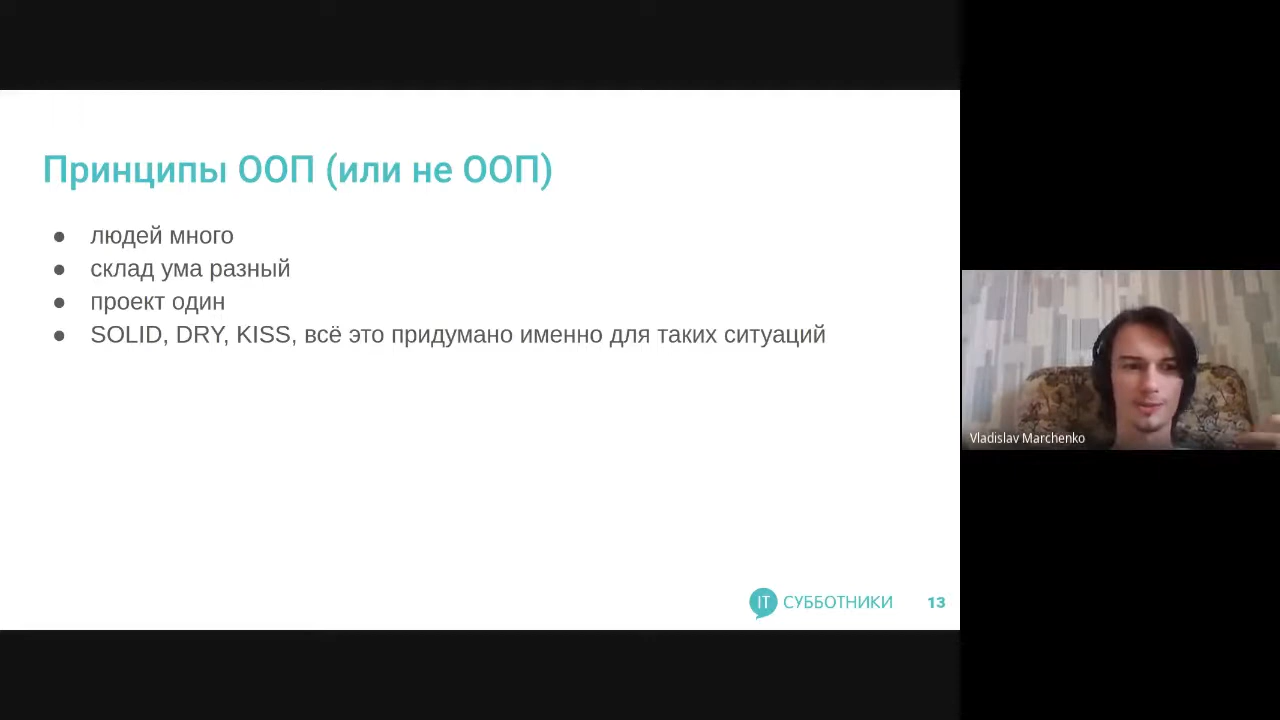 Принципы ООП (или не ООП)
● людей много
● склад ума разный
● проект один
● SOLID, DRY, KISS, всё это придумано именно для таких ситуаций
IT СУББОТНИКИ 13
Vladislav Marchenko